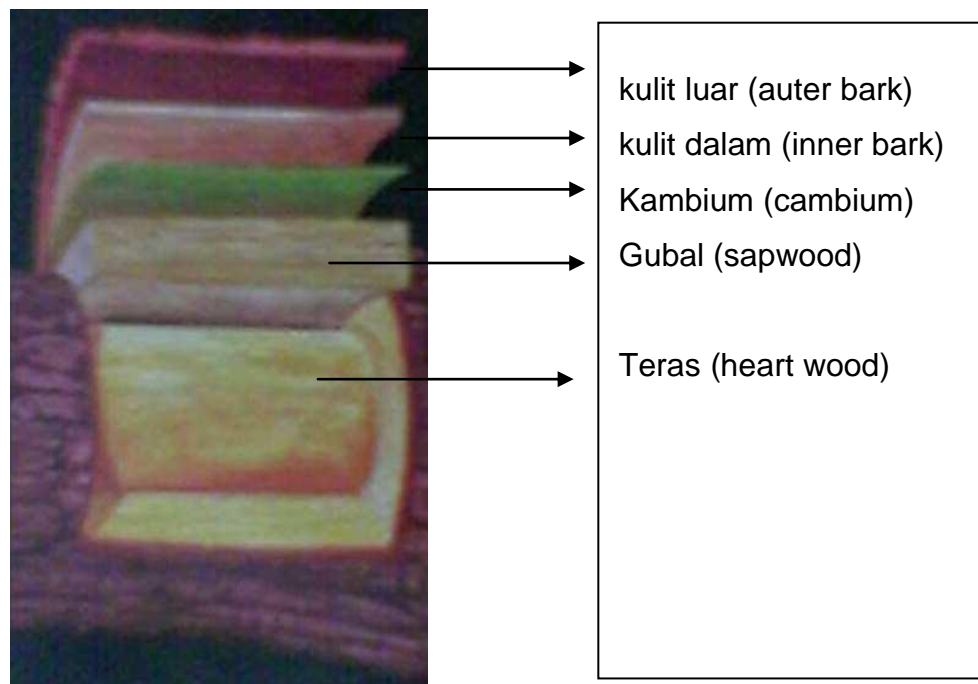 kulit luar (auter bark)
kulit dalam (inner bark)
Kambium (cambium)
Gubal (sapwood)
Teras (heart wood)